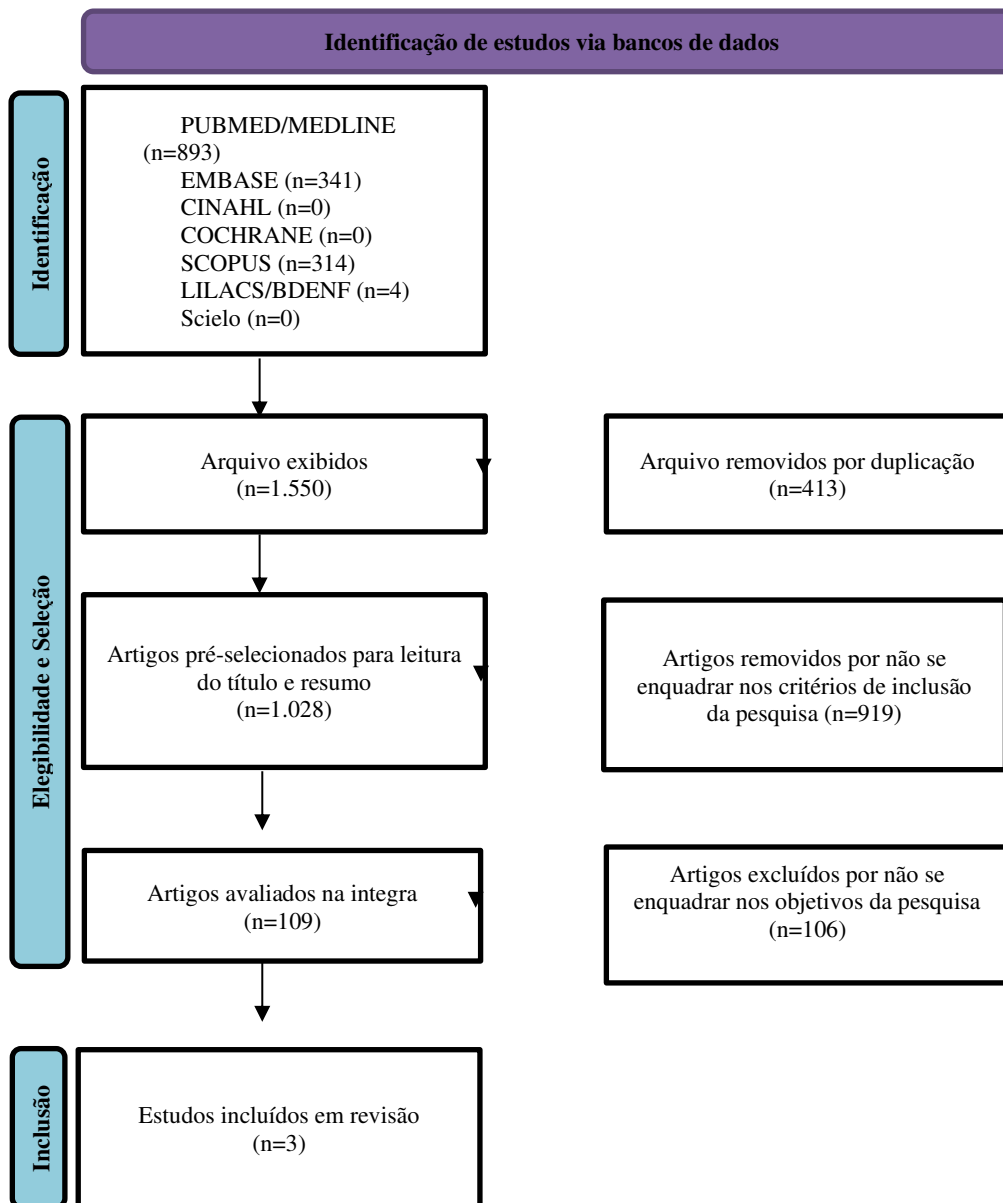 Identificação de estudos via bancos de dados
Identificação
PUBMED/MEDLINE
(n=893)
EMBASE (n=341)
CINAHL (n=0)
COCHRANE (n=0)
SCOPUS (n=314)
LILACS/BDENF (n=4)
Scielo (n=0)
Elegibilidade e Seleção
Arquivo exibidos
(n=1.550)
Arquivo removidos por duplicação
(n=413)
Artigos pré-selecionados para leitura
do título e resumo
(n=1.028)
Artigos removidos por não se
enquadrar nos critérios de inclusão
da pesquisa (n=919)
Artigos avaliados na integra
(n=109)
Artigos excluídos por não se
enquadrar nos objetivos da pesquisa
(n=106)
Inclusão
Estudos incluídos em revisão
(n=3)